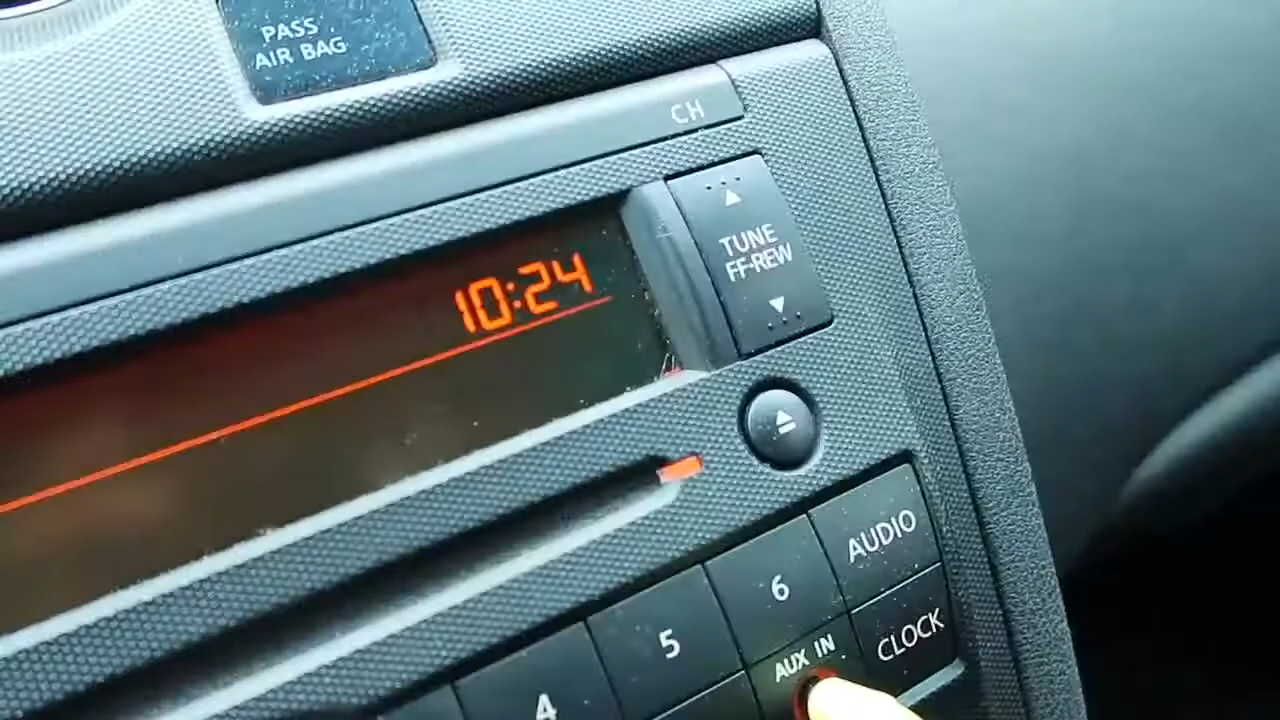 PASS
AIR BAG
CH
TUNE
FF-REW
10:24
AUDIO
6
5
4
CLOCK
AUX IN